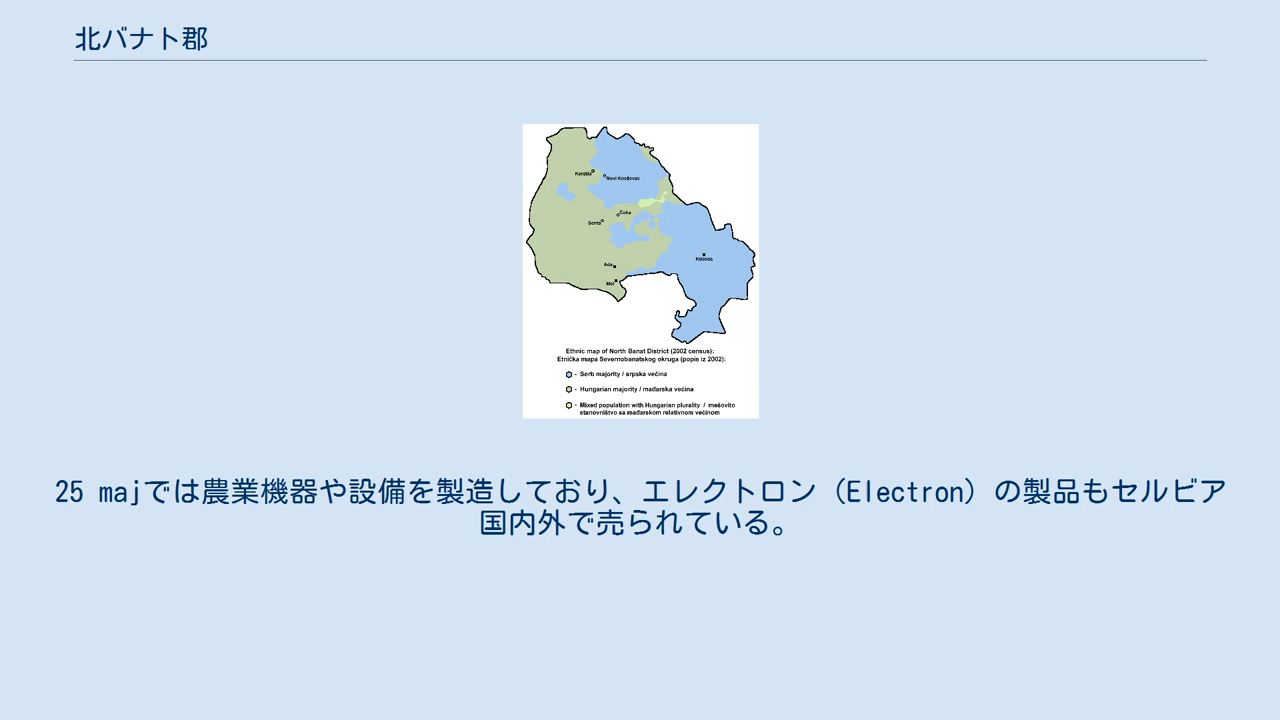 北バナト郡
Kanjiža
Novi Kneževac
Čoka
Senta
Ada
Mol
Kikinda
Ethnic map of North Banat District (2002 census):
Etnička mapa Severnobanatskog okruga (popis iz 2002):
- Serb majority / srpska većina
- Hungarian majority / mađarska većina
- Mixed population with Hungarian plurality / mešovito
stanovništvo sa mađarskom relativnom većinom
25 majでは農業機器や設備を製造しており、エレクトロン（Electron）の製品もセルビア
国内外で売られている。